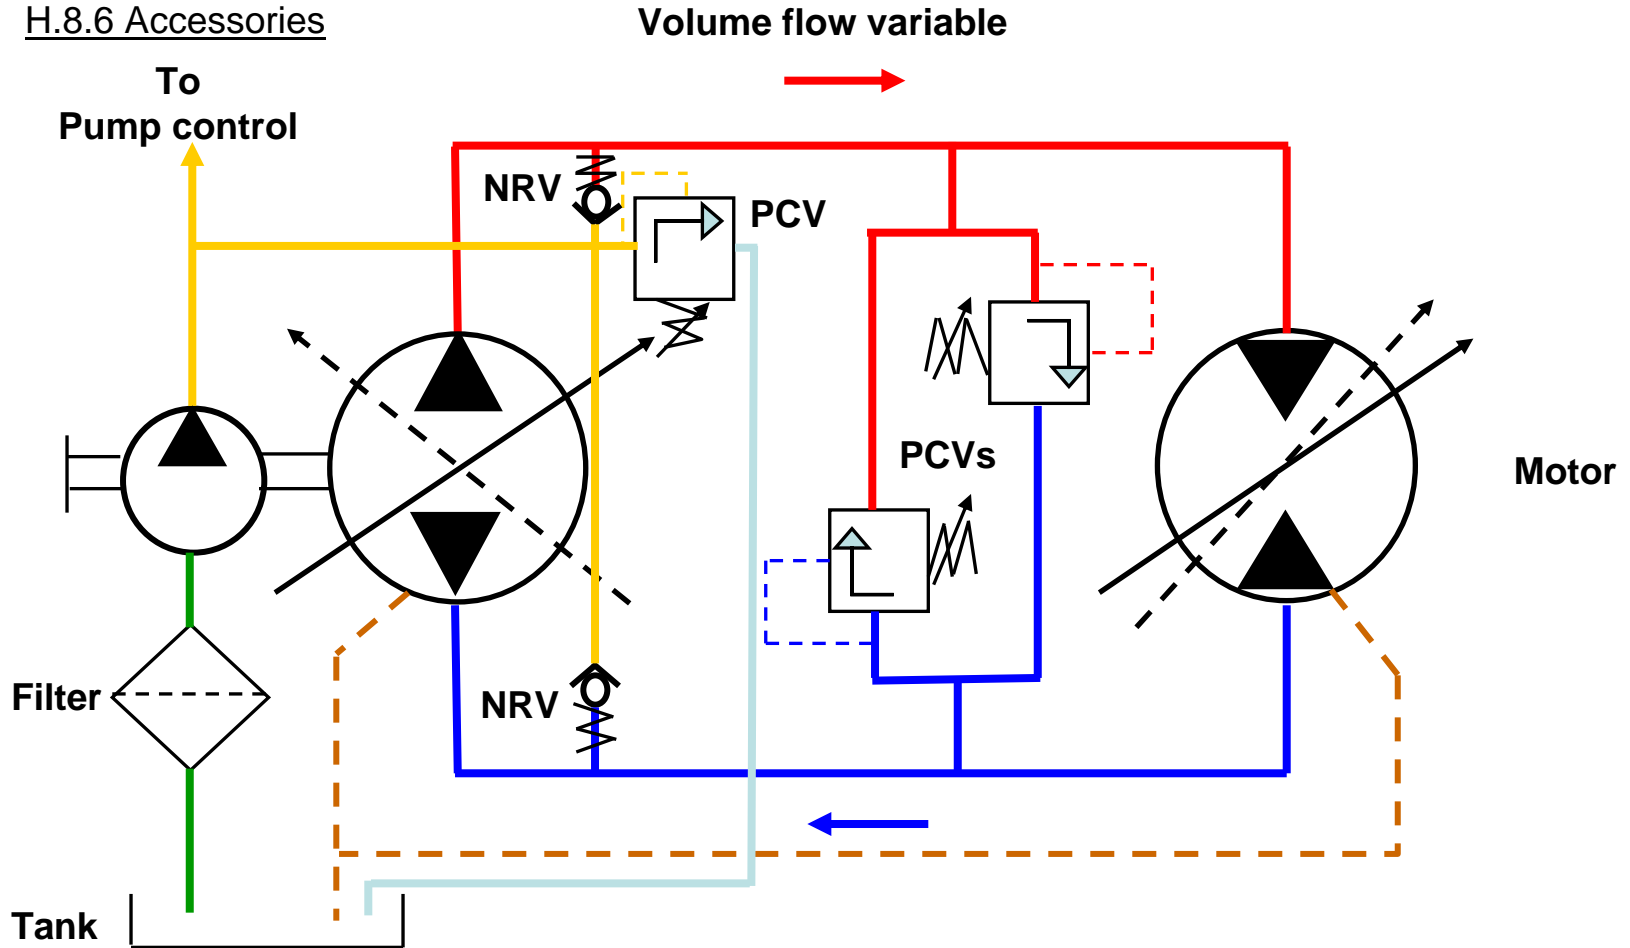 H.8.6 Accessories
Volume flow variable
To
Pump control
NRV
PCV
PCVs
Motor
Filter
NRV
Tank